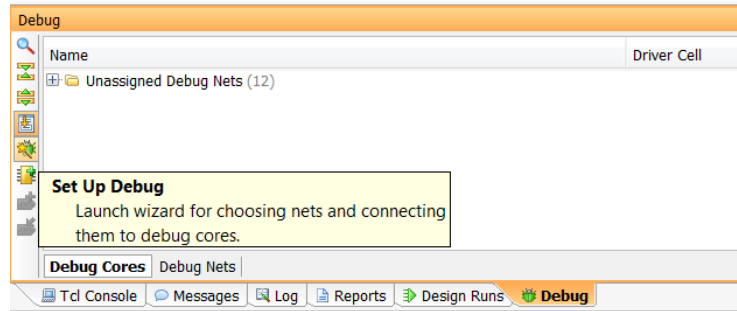 Debug
Name Driver Cell
Unassigned Debug Nets (12)
Set Up Debug
Launch wizard for choosing nets and connecting
them to debug cores.
Debug Cores Debug Nets
Tcl Console Messages Log Reports Design Runs Debug